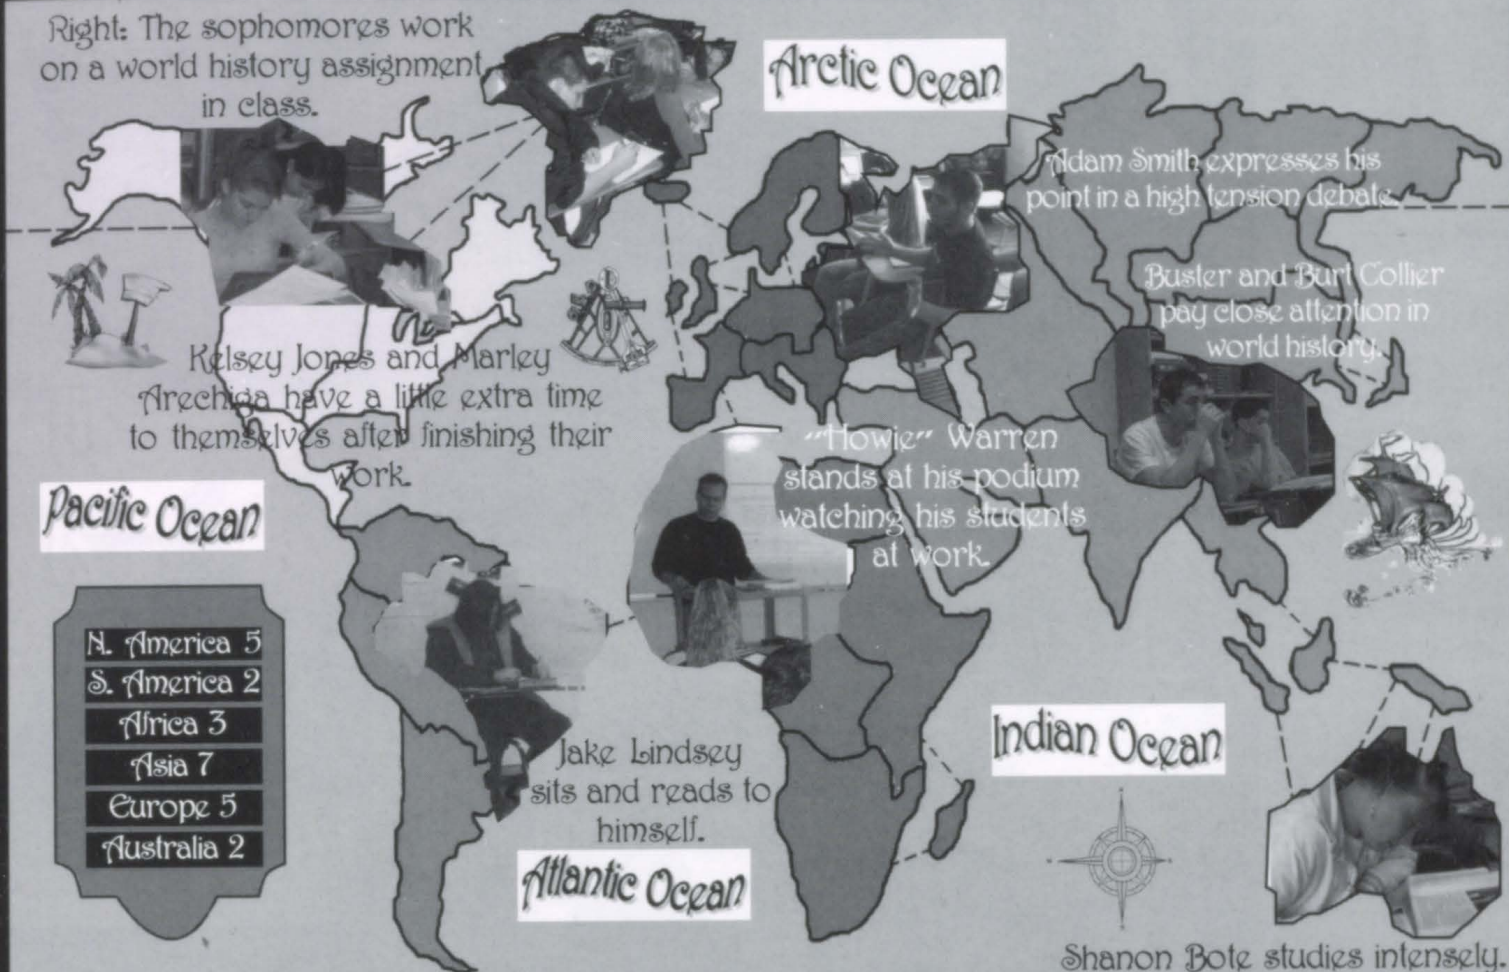 Right: The sophomores work
on a world history assignment
in class.
Arctic Ocean
Adam Smith expresses his
point in a high tension debate.
Buster and Burt Collier
pay close attention in
world history.
Kelsey Jones and Marley
Arechiga have a little extra time
to themselves after finishing their
work.
"Howie" Warren
stands at his podium
watching his students
at work.
Pacific Ocean
N. America 5
S. America 2
Africa 3
Asia 7
Europe 5
Australia 2
Jake Lindsey
sits and reads to
himself.
Indian Ocean
Atlantic Ocean
Shanon Bote studies intensely.